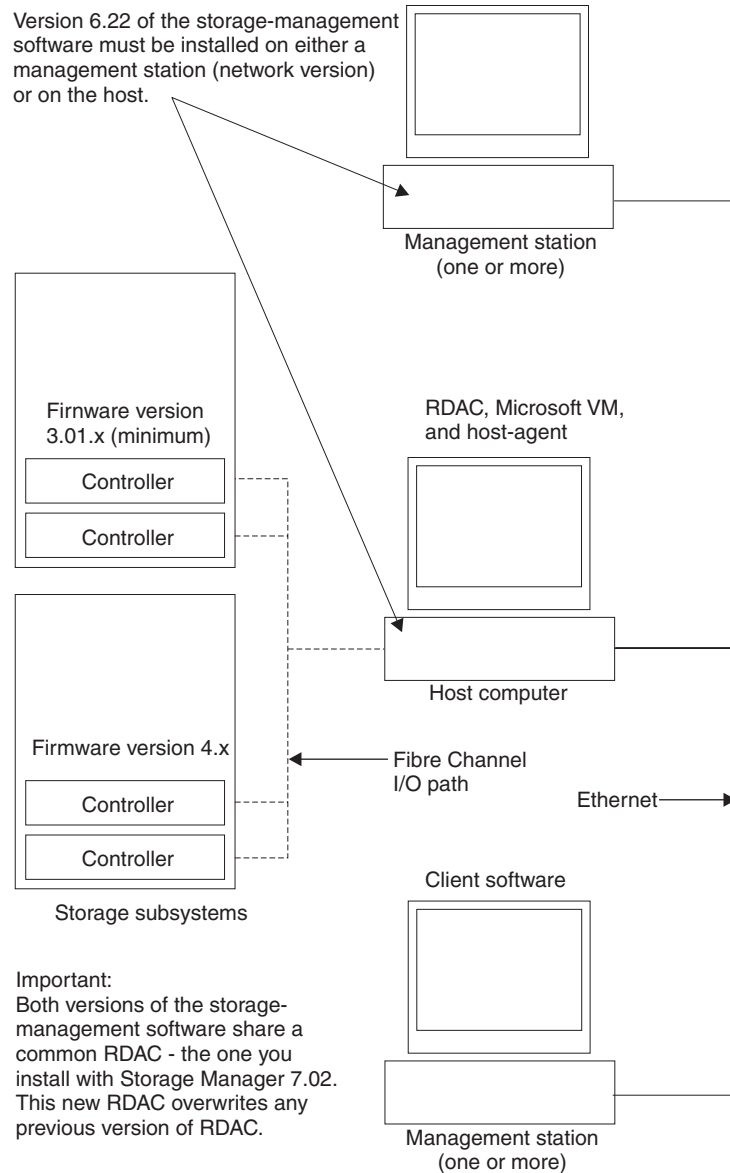 Version 6.22 of the storage-management
software must be installed on either a
management station (network version)
or on the host.
Management station
(one or more)
Firnware version
3.01.x (minimum)
Controller
Controller
RDAC, Microsoft VM,
and host-agent
Host computer
Firmware version 4.x
Controller
Controller
Fibre Channel
I/O path
Ethernet
Storage subsystems
Client software
Important:
Both versions of the storage-
management software share a
common RDAC - the one you
install with Storage Manager 7.02.
This new RDAC overwrites any
previous version of RDAC.
Management station
(one or more)